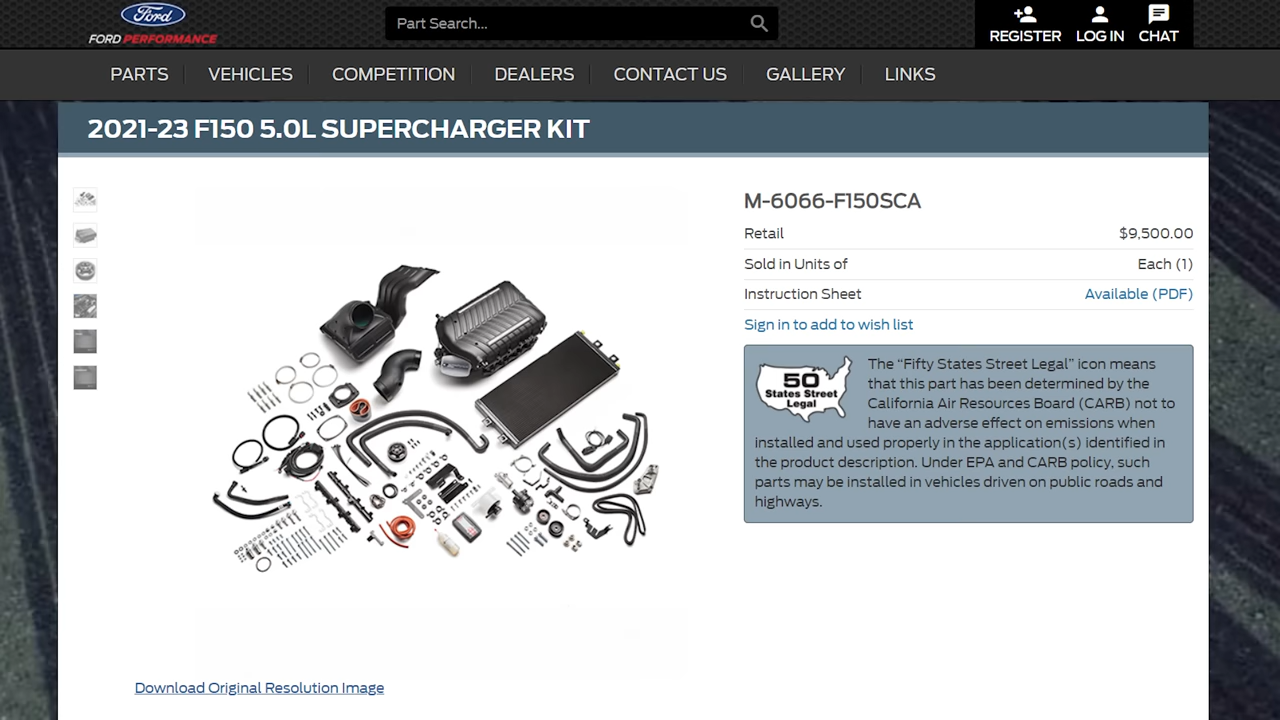 Ford
FORD PERFORMANCE
Part Search...
REGISTER
LOG IN
CHAT
PARTS
VEHICLES
COMPETITION
DEALERS
CONTACT US
GALLERY
LINKS
2021-23 F150 5.0L SUPERCHARGER KIT
M-6066-F150SCA
Retail $9,500.00
Sold in Units of Each (1)
Instruction Sheet Available (PDF)
Sign in to add to wish list
50
States Street
Legal
The “Fifty States Street Legal” icon means
that this part has been determined by the
California Air Resources Board (CARB) not to
have an adverse effect on emissions when
installed and used properly in the application(s) identified in
the product description. Under EPA and CARB policy, such
parts may be installed in vehicles driven on public roads and
highways.
Download Original Resolution Image